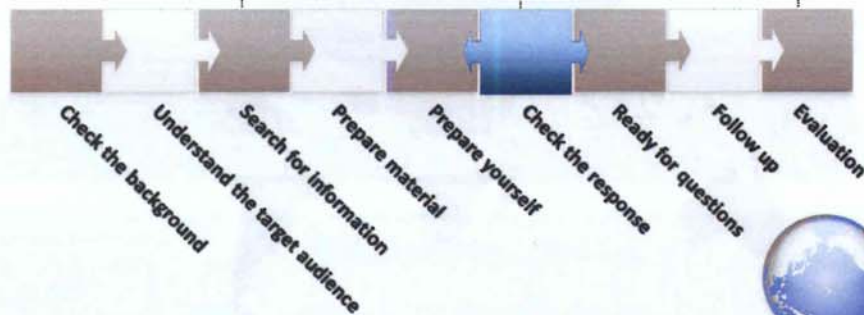 Check the background
Understand the target audience
Search for information
Prepare material
Prepare yourself
Check the response
Ready for questions
Follow up
Evaluation